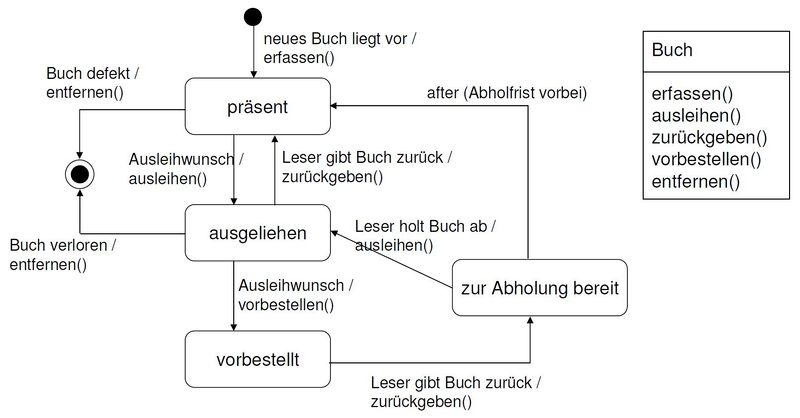 neues Buch liegt vor /
erfassen()
Buch defekt /
entfernen()
präsent
after (Abholfrist vorbei)
Ausleihwunsch /
ausleihen()
Leser gibt Buch zurück /
zurückgeben()
ausgeliehen
Leser holt Buch ab /
ausleihen()
Buch verloren /
entfernen()
Ausleihwunsch /
vorbestellen()
zur Abholung bereit
vorbestellt
Leser gibt Buch zurück /
zurückgeben()
Buch
erfassen()
ausleihen()
zurückgeben()
vorbestellen()
entfernen()